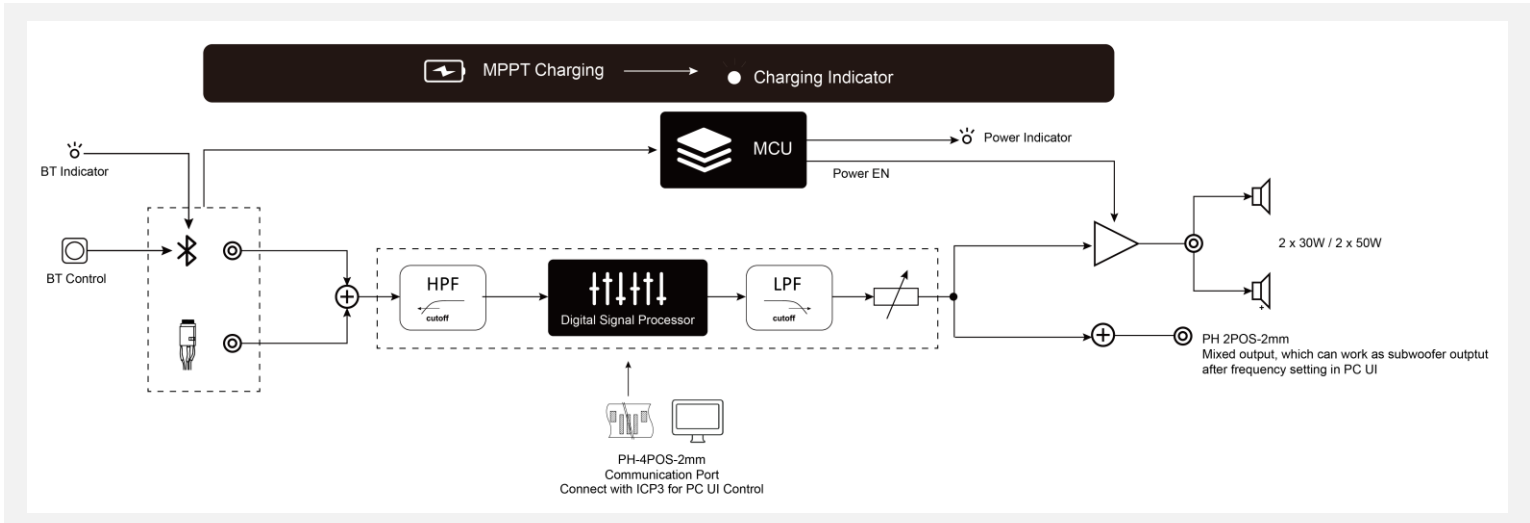 MPPT Charging
Charging Indicator
MCU
Power Indicator
Power EN
BT Indicator
BT Control
HPF
cutoff
Digital Signal Processor
LPF
cutoff
2 x 30W / 2 x 50W
+
PH 2POS-2mm
Mixed output, which can work as subwoofer outptut
after frequency setting in PC UI
PH-4POS-2mm
Communication Port
Connect with ICP3 for PC UI Control